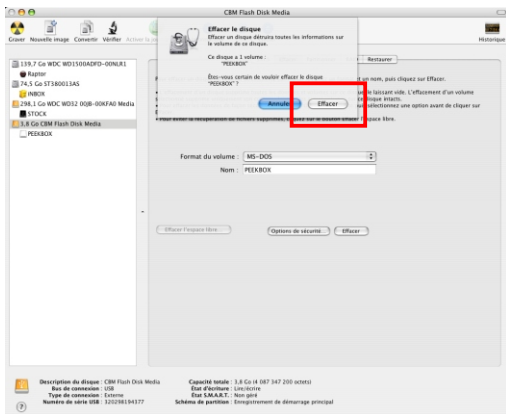 CBM Flash Disk Media
Graver Nouvelle image Convertir Vérifier Activer la
Historique
Effacer le disque
Effacer un disque détruira toutes les informations sur
le volume de ce disque.
Ce disque a 1 volume :
"PEEKBOX"
Êtes-vous certain de vouloir effacer le disque
"PEEKBOX" ?
Annuler
Effacer
Restaurer
139,7 Go WDC WD1500ADFD-00NLR1
Raptor
74,5 Go ST380013AS
INBOX
298,1 Go WDC WD32 00JB-00KFA0 Media
STOCK
3,8 Go CBM Flash Disk Media
PEEKBOX
un nom, puis cliquez sur Effacer.
le laissant vide. L'effacement d'un volume
disque intacts.
sélectionnez une option avant de cliquer sur
l'espace libre.
Format du volume : MS-DOS
Nom : PEEKBOX
Effacer l'espace libre...
Options de sécurité...
Effacer
Description du disque : CBM Flash Disk Media
Bus de connexion : USB
Type de connexion : Externe
Numéro de série USB : 320298194377
Capacité totale : 3,8 Go (4 087 347 200 octets)
État d'écriture : Lire/écrire
État S.M.A.R.T. : Non géré
Schéma de partition : Enregistrement de démarrage principal